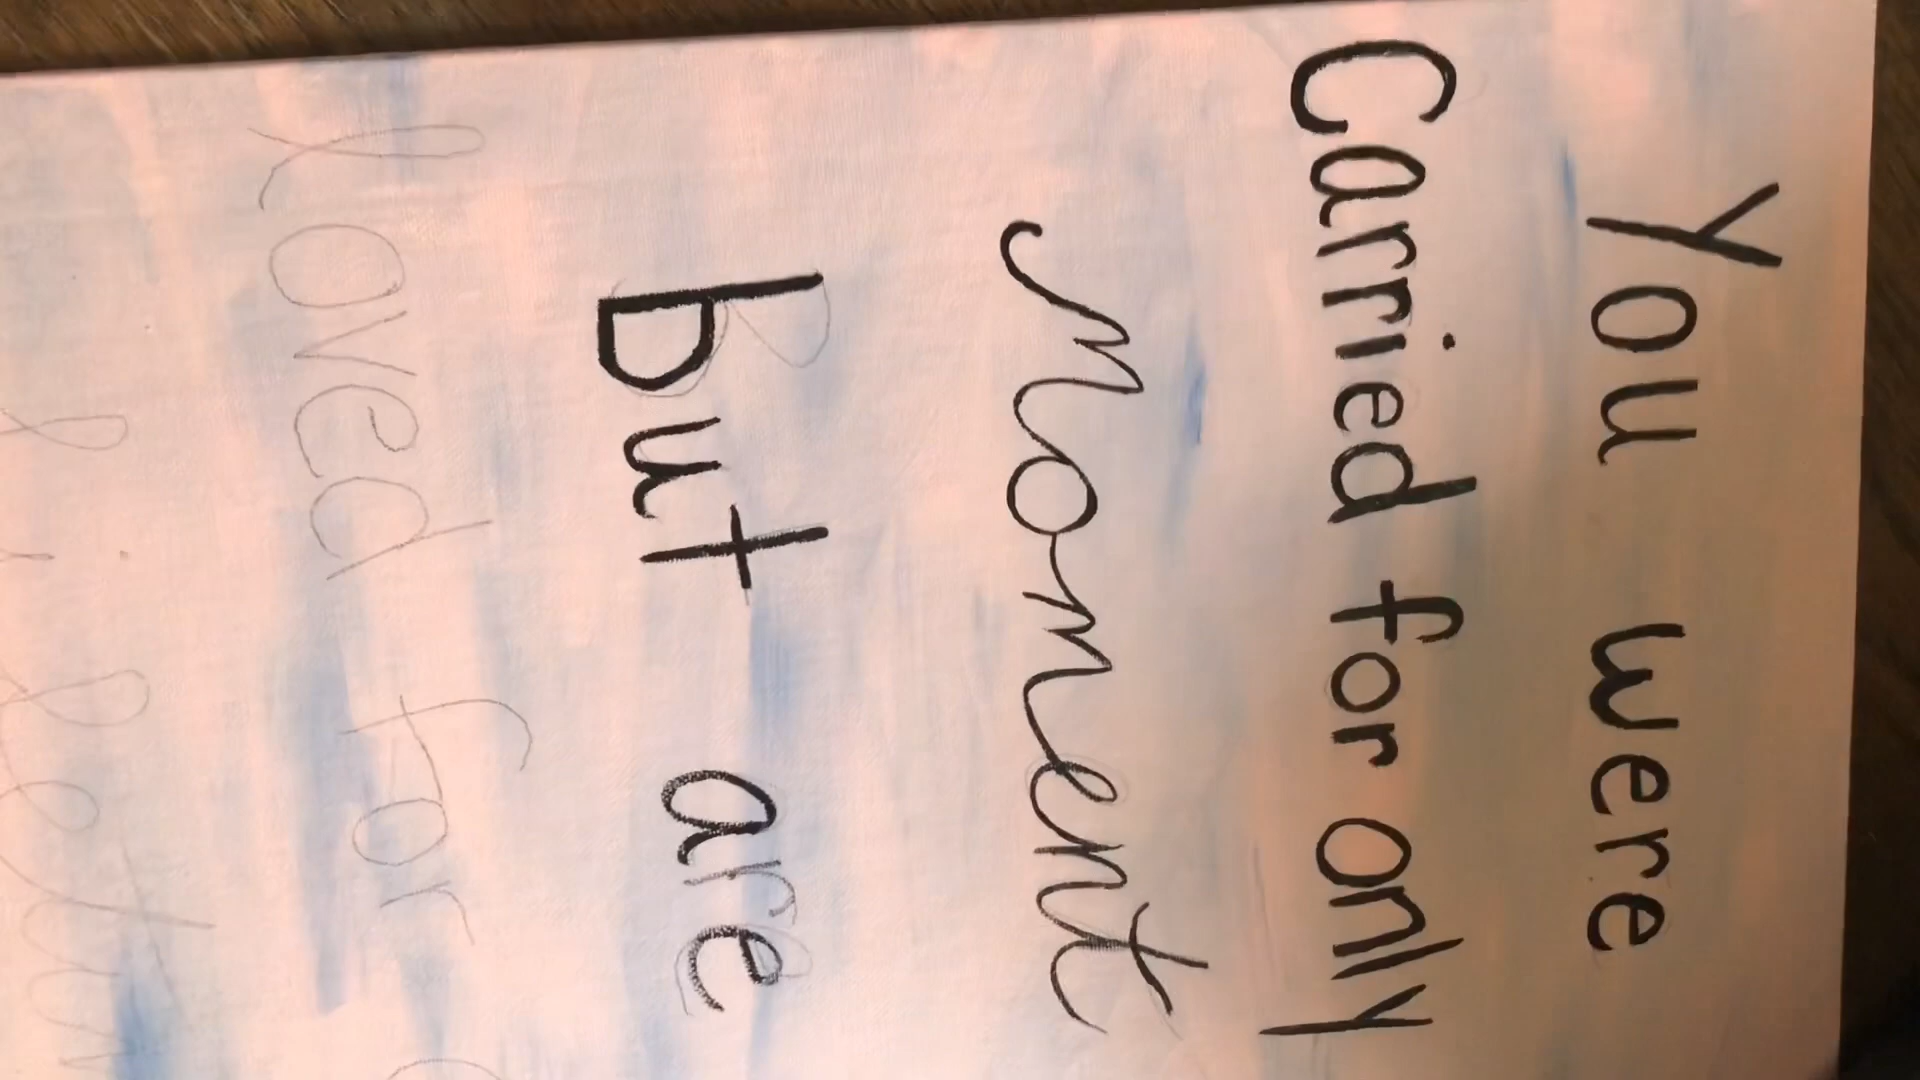 You were
Carried for only
moment
But are
loved for